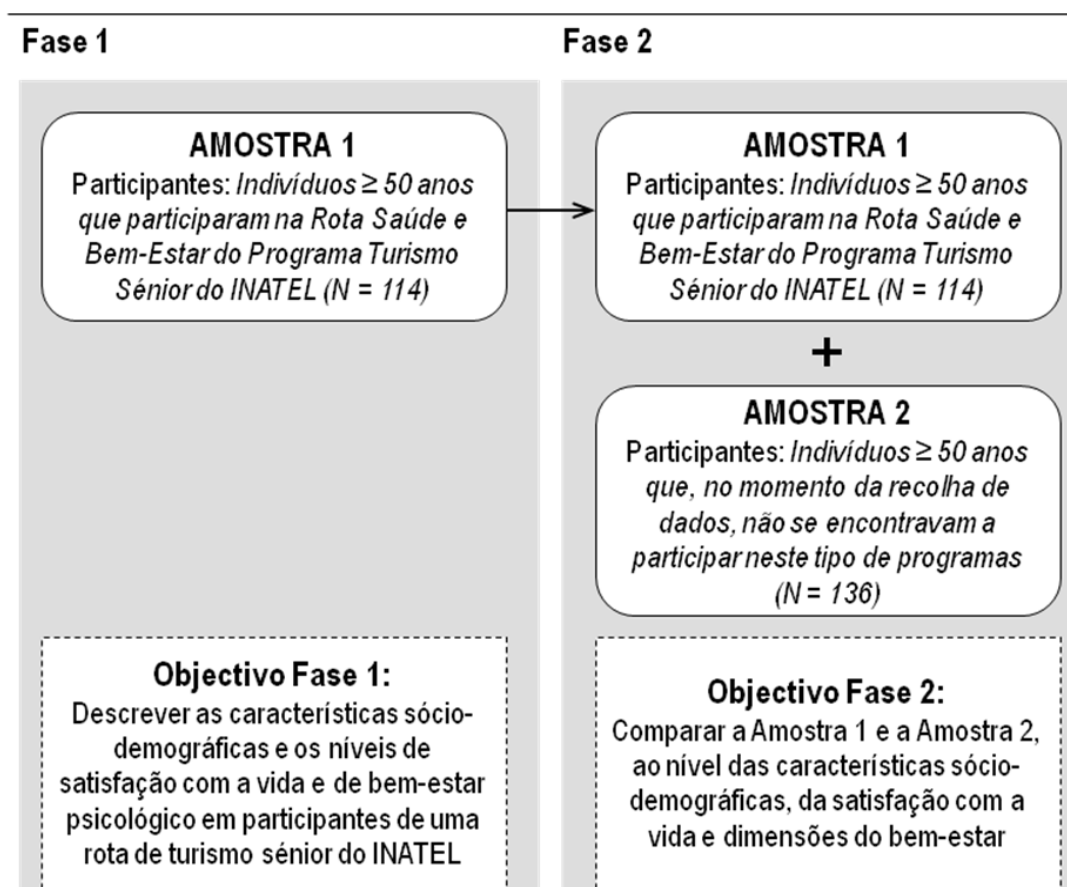 Fase 1
AMOSTRA 1
Participantes: Indivíduos ≥ 50 anos
que participaram na Rota Saúde e
Bem-Estar do Programa Turismo
Sénior do INATEL (N = 114)
Objectivo Fase 1:
Descrever as características sócio-
demográficas e os níveis de
satisfação com a vida e de bem-estar
psicológico em participantes de uma
rota de turismo sénior do INATEL
Fase 2
AMOSTRA 1
Participantes: Indivíduos ≥ 50 anos
que participaram na Rota Saúde e
Bem-Estar do Programa Turismo
Sénior do INATEL (N = 114)
+
AMOSTRA 2
Participantes: Indivíduos ≥ 50 anos
que, no momento da recolha de
dados, não se encontravam a
participar neste tipo de programas
(N = 136)
Objectivo Fase 2:
Comparar a Amostra 1 e a Amostra 2,
ao nível das características sócio-
demográficas, da satisfação com a
vida e dimensões do bem-estar